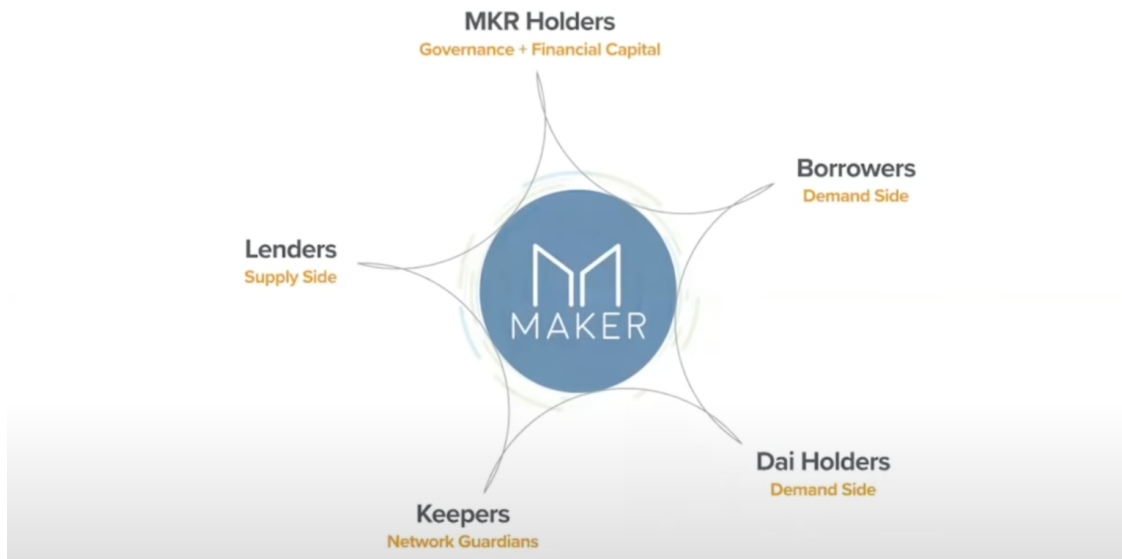 MKR Holders
Governance + Financial Capital
Borrowers
Demand Side
Lenders
Supply Side
MAKER
Dai Holders
Demand Side
Keepers
Network Guardians